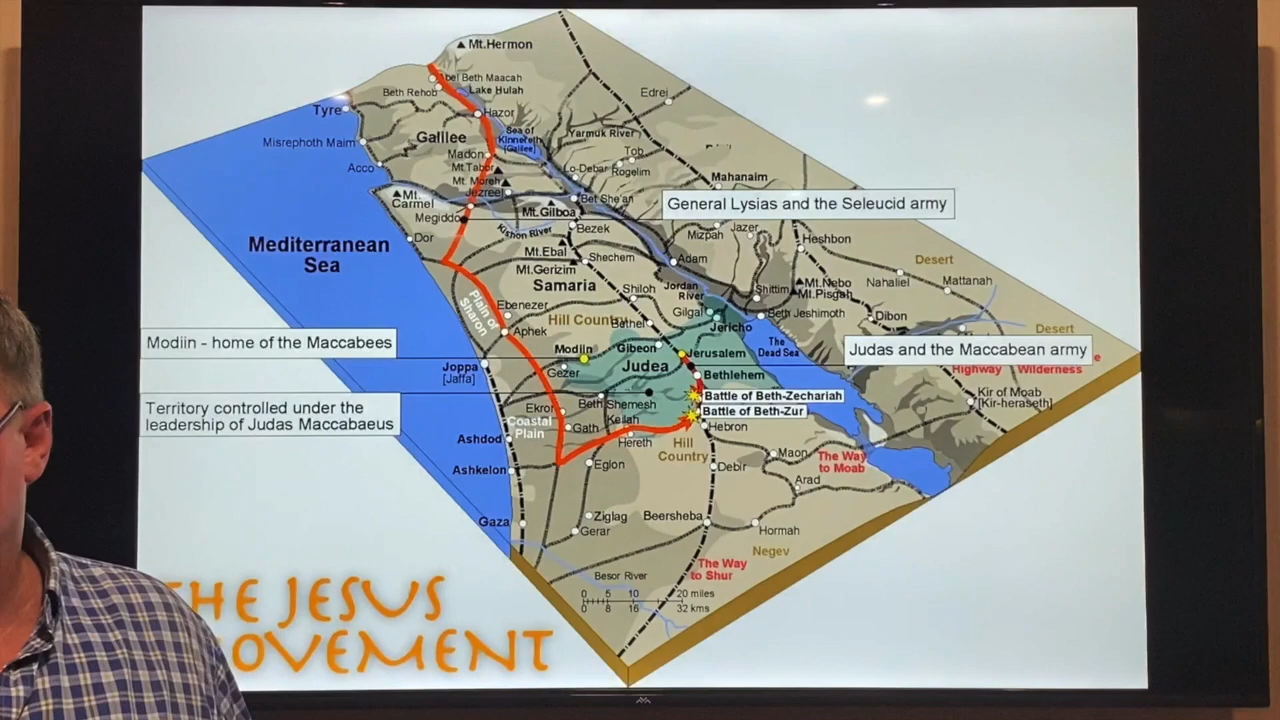 Mt.Hermon
Abel Beth Maacah
Beth Rehob
Lake Hulah
Edrei
Tyre
Hazor
Galilee
Sea of
Kinnereth
[Galilee]
Yarmuk River
Misrephoth Maim
Madon
Tob
Acco
Mt.Tabor
Lo-Debar
Rogelim
Mahanaim
Mt. Moreh
Jezreel
Mt.
Carmel
Bet She'an
General Lysias and the Seleucid army
Megiddo
Mt.Gilboa
Kishon River
Bezek
Mizpah
Jazer
Heshbon
Dor
Mediterranean
Sea
Mt.Ebal
Shechem
Adam
Desert
Mt.Gerizim
Samaria
Shiloh
Jordan
River
Shittim
Mt.Nebo
Mt.Pisgah
Nahaliel
Mattanah
Plain of
Sharon
Ebenezer
Hill Country
Gilgal
Beth Jeshimoth
Dibon
Aphek
Bethel
Jericho
Desert
Modiin - home of the Maccabees
Modiin
Gibeon
Jerusalem
The
Dead Sea
Judas and the Maccabean army
Joppa
[Jaffa]
Gezer
Judea
Bethlehem
Highway
Wilderness
Territory controlled under the
leadership of Judas Maccabaeus
Ekron
Beth Shemesh
Battle of Beth-Zechariah
Kir of Moab
[Kir-heraseth]
Coastal
Plain
Gath
Keilah
Battle of Beth-Zur
Ashdod
Hereth
Hebron
Hill
Country
Maon
The Way
to Moab
Ashkelon
Eglon
Debir
Arad
Gaza
Ziglag
Gerar
Beersheba
Hormah
Negev
The Way
to Shur
Besor River
0 5 10 20 miles
0 8 16 32 kms
HE JESUS
OVEMENT